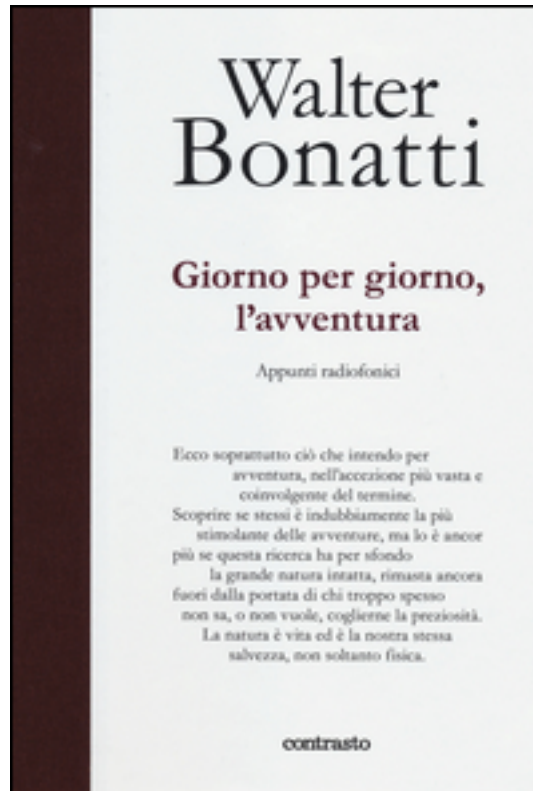 Walter
Bonatti
Giorno per giorno,
l'avventura
Appunti radiofonici
Ecco soprattutto ciò che intendo per
avventura, nell'accezione più vasta e
coinvolgente del termine.
Scoprire se stessi è indubbiamente la più
stimolante delle avventure, ma lo è ancor
più se questa ricerca ha per sfondo
la grande natura intatta, rimasta ancora
fuori dalla portata di chi troppo spesso
non sa, o non vuole, coglierne la preziosità.
La natura è vita ed è la nostra stessa
salvezza, non soltanto fisica.
contrasto